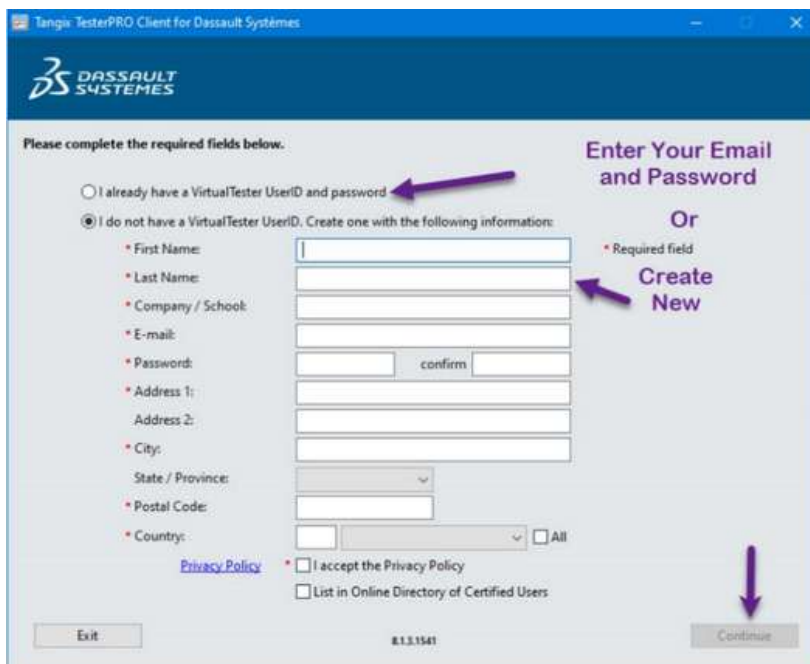 Tangix TesterPRO Client for Dassault Systèmes
DASSAULT
SYSTEMES
Please complete the required fields below.
Enter Your Email
and Password
I already have a VirtualTester UserID and password
I do not have a VirtualTester UserID. Create one with the following information:
Or
* First Name:
* Required field
* Last Name:
Create
New
* Company / School:
* E-mail:
* Password:
confirm
* Address 1:
Address 2:
* City:
State / Province:
* Postal Code:
* Country:
All
Privacy Policy
* I accept the Privacy Policy
List in Online Directory of Certified Users
Exit
8.1.3.1541
Continue